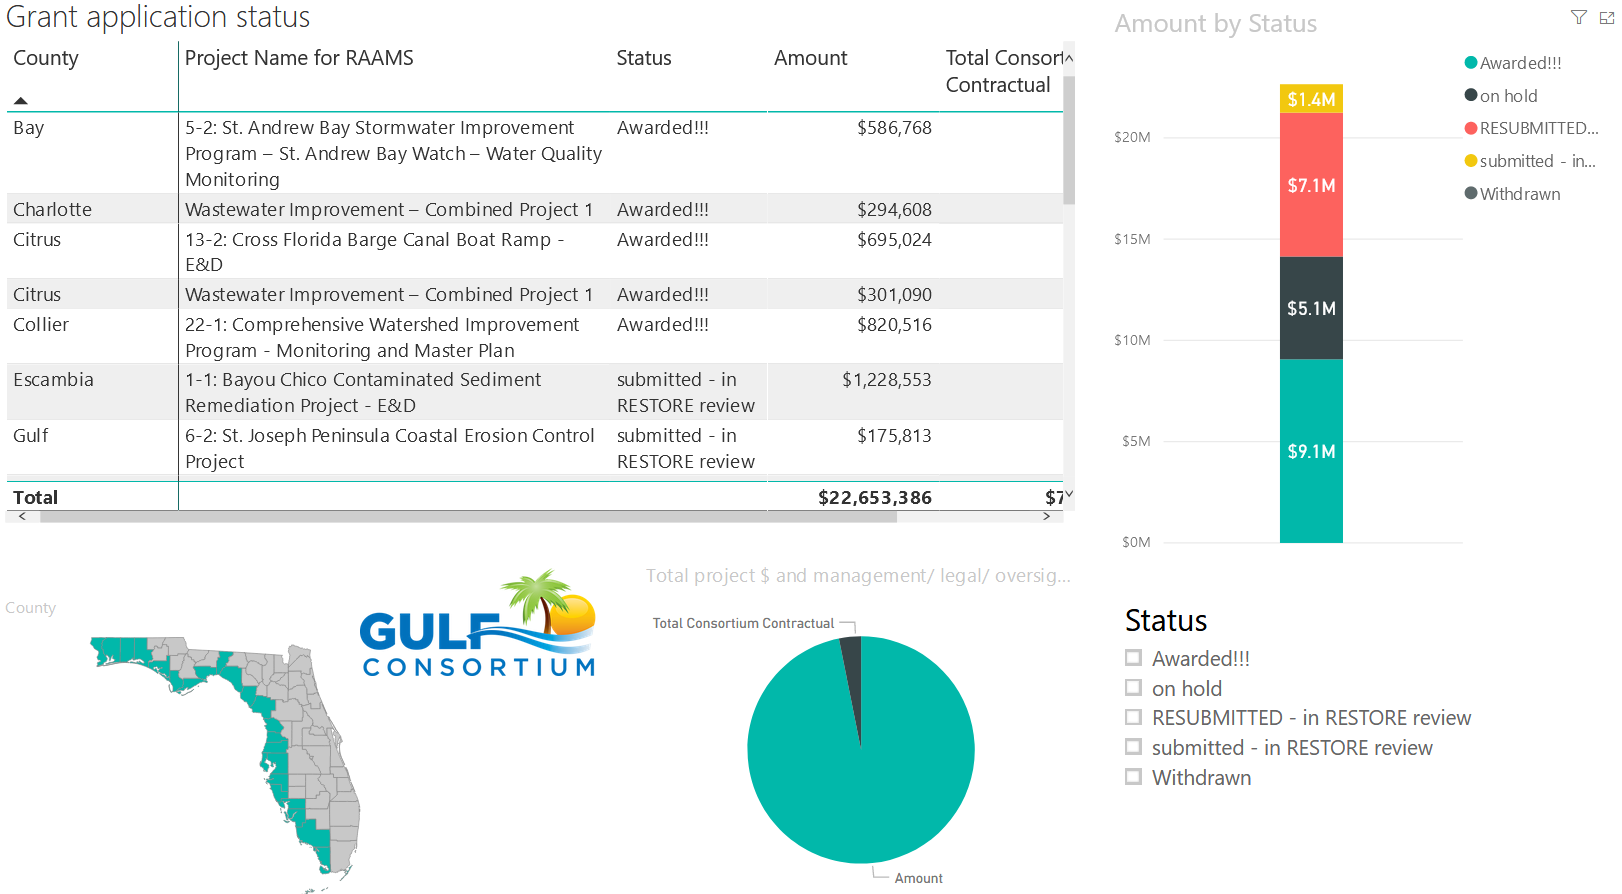 Grant application status
County
Project Name for RAAMS
Status
Amount
Total Consort
Contractual
Bay
5-2: St. Andrew Bay Stormwater Improvement
Program – St. Andrew Bay Watch – Water Quality
Monitoring
Awarded!!!
$586,768
Charlotte
Wastewater Improvement – Combined Project 1
Awarded!!!
$294,608
Citrus
13-2: Cross Florida Barge Canal Boat Ramp -
E&D
Awarded!!!
$695,024
Citrus
Wastewater Improvement – Combined Project 1
Awarded!!!
$301,090
Collier
22-1: Comprehensive Watershed Improvement
Program - Monitoring and Master Plan
Awarded!!!
$820,516
Escambia
1-1: Bayou Chico Contaminated Sediment
Remediation Project - E&D
submitted - in
RESTORE review
$1,228,553
Gulf
6-2: St. Joseph Peninsula Coastal Erosion Control
Project
submitted - in
RESTORE review
$175,813
Total
$22,653,386
$7
Amount by Status
Awarded!!!
on hold
RESUBMITTED...
submitted - in...
Withdrawn
$20M
$15M
$10M
$5M
$0M
$1.4M
$7.1M
$5.1M
$9.1M
County
GULF
CONSORTIUM
Total project $ and management/ legal/ oversig...
Total Consortium Contractual
Amount
Status
Awarded!!!
on hold
RESUBMITTED - in RESTORE review
submitted - in RESTORE review
Withdrawn